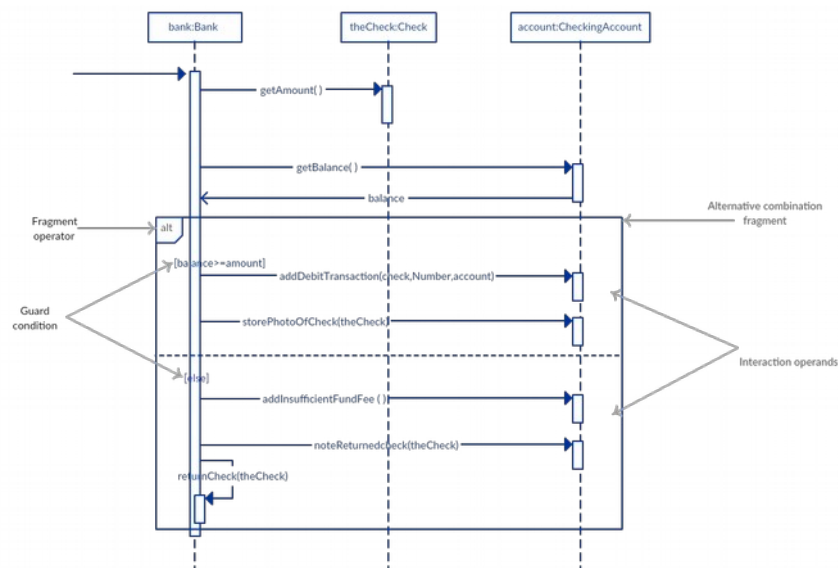 bank:Bank
theCheck:Check
account:CheckingAccount
getAmount( )
getBalance( )
balance
Fragment
operator
alt
Alternative combination
fragment
[balance>=amount]
addDebitTransaction(check,Number,account)
Guard
condition
storePhotoOfCheck(theCheck)
Interaction operands
[else]
addInsufficientFundFee ( )
noteReturnedcheck(theCheck)
returnCheck(theCheck)